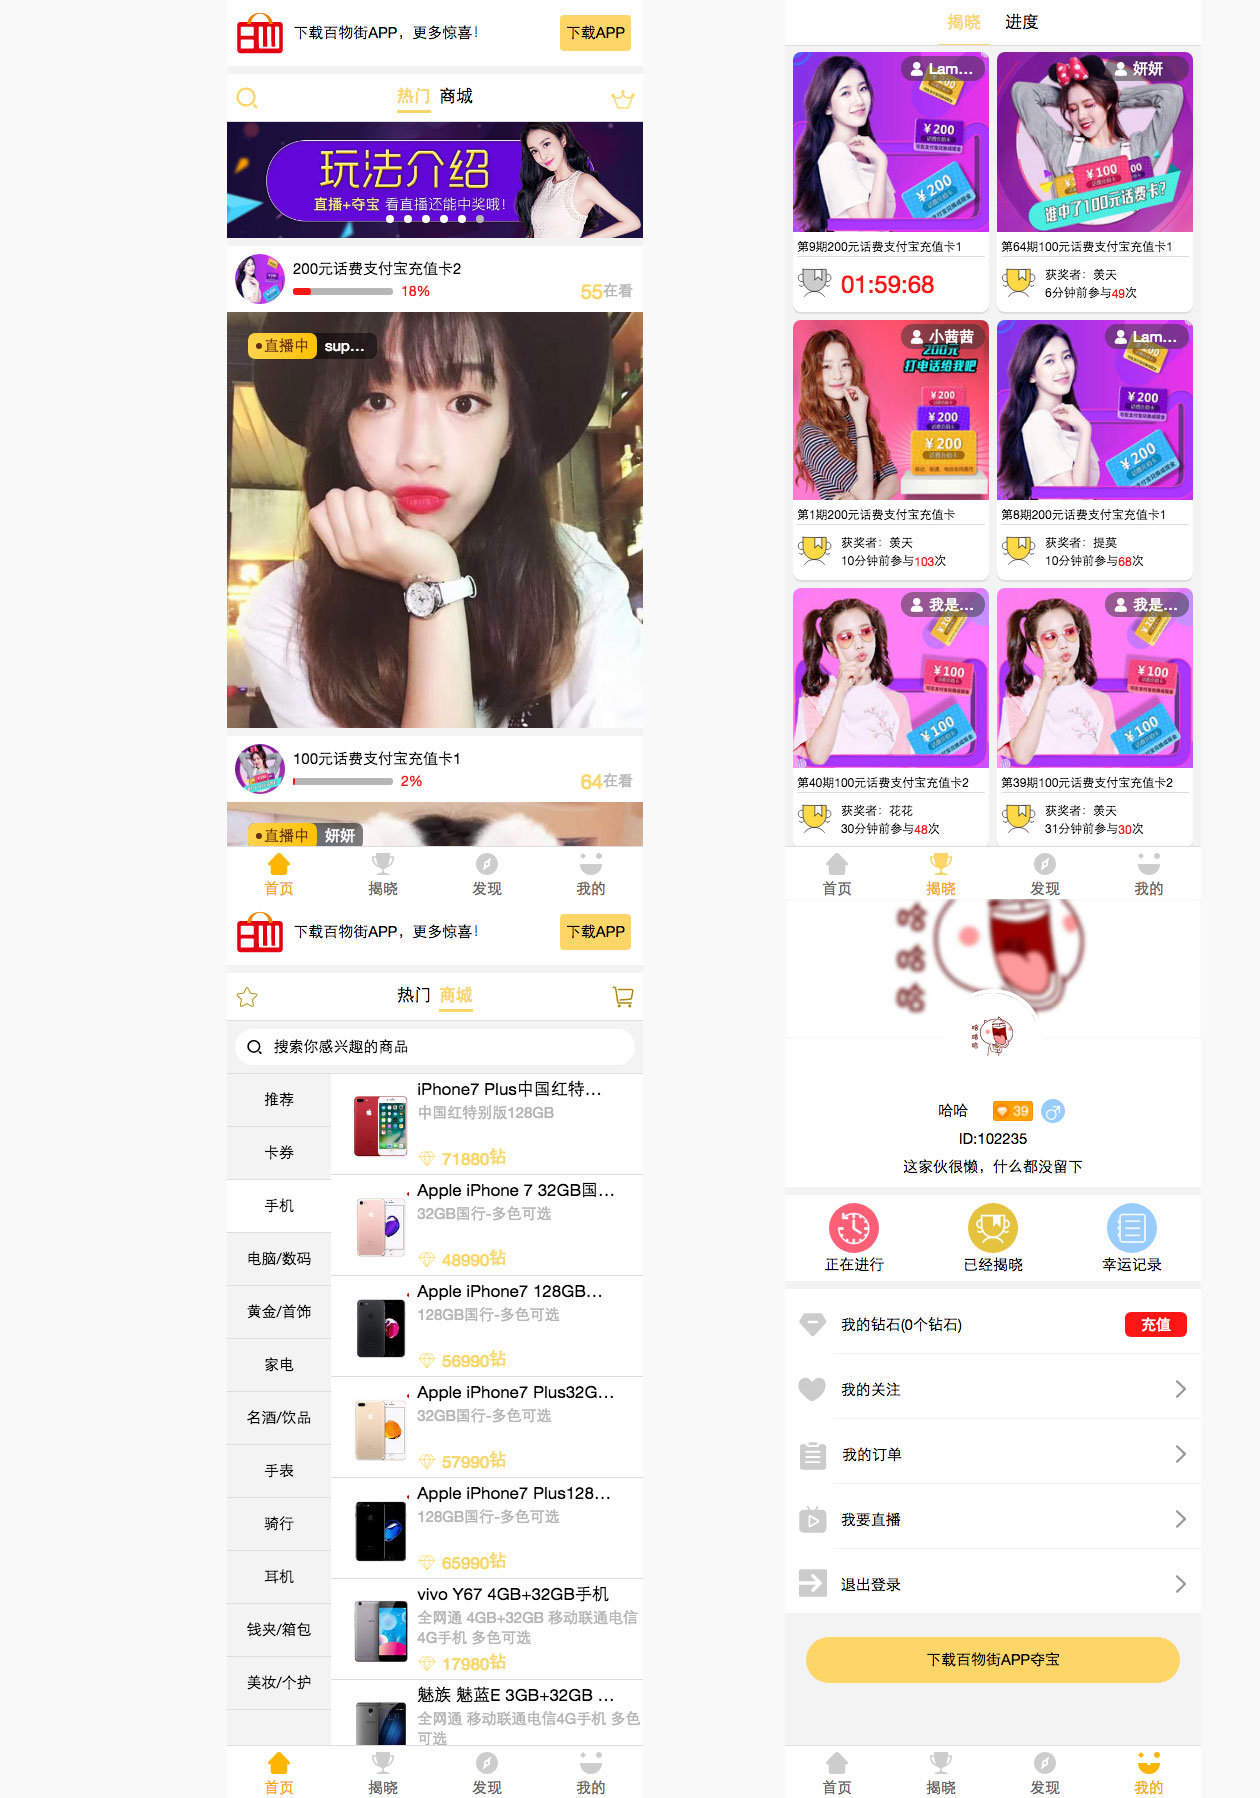 下载百物街APP，更多惊喜！
下载APP
热门 商城
玩法介绍
直播+夺宝 看直播还能中奖哦！
200元话费支付宝充值卡2
18%
55在看
直播中 sup...
100元话费支付宝充值卡1
2%
64在看
直播中 妍妍
首页 揭晓 发现 我的
下载百物街APP，更多惊喜！
下载APP
热门 商城
搜索你感兴趣的商品
推荐
卡券
手机
电脑/数码
黄金/首饰
家电
名酒/饮品
手表
骑行
耳机
钱夹/箱包
美妆/个护
iPhone7 Plus中国红特...
中国红特别版128GB
71880钻
Apple iPhone 7 32GB国...
32GB国行-多色可选
48990钻
Apple iPhone7 128GB...
128GB国行-多色可选
56990钻
Apple iPhone7 Plus32G...
32GB国行-多色可选
57990钻
Apple iPhone7 Plus128...
128GB国行-多色可选
65990钻
vivo Y67 4GB+32GB手机
全网通 4GB+32GB 移动联通电信
4G手机 多色可选
17980钻
魅族 魅蓝E 3GB+32GB ...
全网通 移动联通电信4G手机 多色
可选
首页 揭晓 发现 我的
揭晓 进度
Lam...
¥200
¥200
第9期200元话费支付宝充值卡1
01:59:68
妍妍
¥100
谁中了100元话费卡？
第64期100元话费支付宝充值卡1
获奖者：羡天
6分钟前参与49次
小茜茜
200元
打电话给我吧
¥200
¥200
¥200
第1期200元话费支付宝充值卡
获奖者：羡天
10分钟前参与103次
Lam...
¥200
¥200
第8期200元话费支付宝充值卡1
获奖者：提莫
10分钟前参与68次
我是...
¥100
¥100
第40期100元话费支付宝充值卡2
获奖者：花花
30分钟前参与48次
我是...
¥100
¥100
第39期100元话费支付宝充值卡2
获奖者：羡天
31分钟前参与30次
首页 揭晓 发现 我的
哈
哈
哈
哈
哈
哈
哈哈 39
ID:102235
这家伙很懒，什么都没留下
正在进行 已经揭晓 幸运记录
我的钻石(0个钻石) 充值
我的关注
我的订单
我要直播
退出登录
下载百物街APP夺宝
首页 揭晓 发现 我的